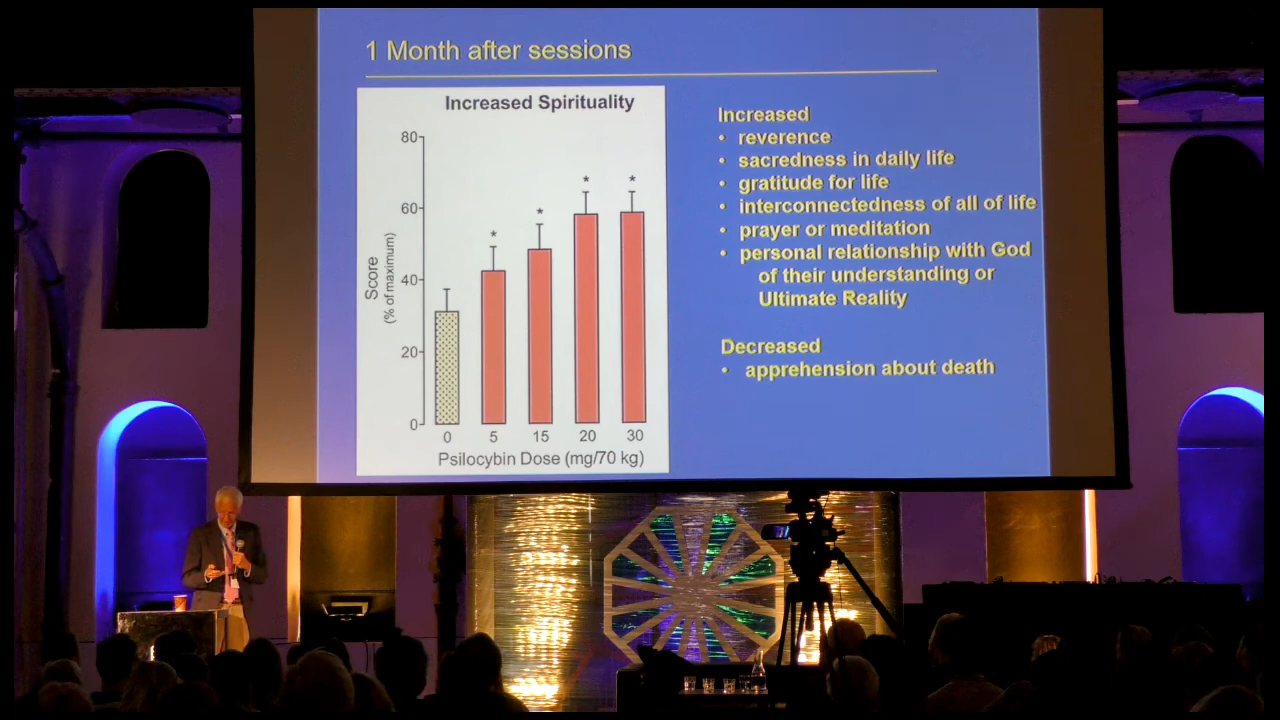 1 Month after sessions
Increased Spirituality
80
60
40
20
0
Score
(% of maximum)
*
*
*
*
0 5 15 20 30
Psilocybin Dose (mg/70 kg)
Increased
• reverence
• sacredness in daily life
• gratitude for life
• interconnectedness of all of life
• prayer or meditation
• personal relationship with God
of their understanding or
Ultimate Reality
Decreased
• apprehension about death